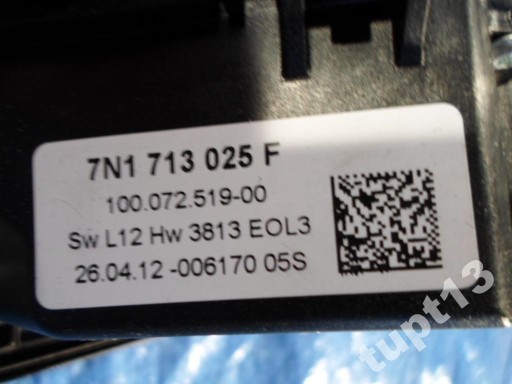 7N1 713 025 F
100.072.519-00
Sw L12 Hw 3813 EOL3
26.04.12 -006170 05S
tupt13